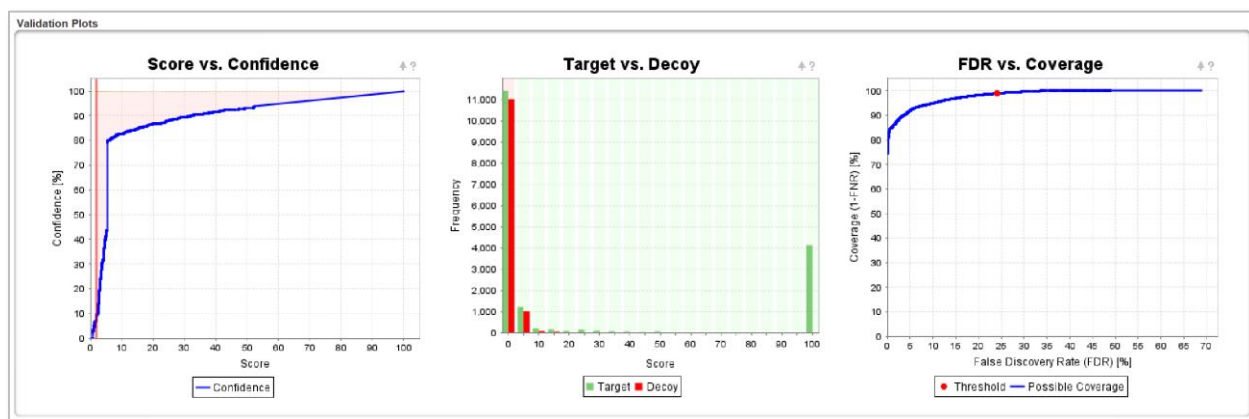 Validation Plots
Score vs. Confidence
?
100
90
80
70
60
50
40
30
20
10
0
Confidence [%]
0 10 20 30 40 50 60 70 80 90 100
Score
Confidence
Target vs. Decoy
?
11,000
10,000
9,000
8,000
7,000
6,000
5,000
4,000
3,000
2,000
1,000
0
Frequency
0 10 20 30 40 50 60 70 80 90 100
Score
Target Decoy
FDR vs. Coverage
?
100
90
80
70
60
50
40
30
20
10
0
Coverage (1-FNR) [%]
0 5 10 15 20 25 30 35 40 45 50 55 60 65 70
False Discovery Rate (FDR) [%]
Threshold Possible Coverage